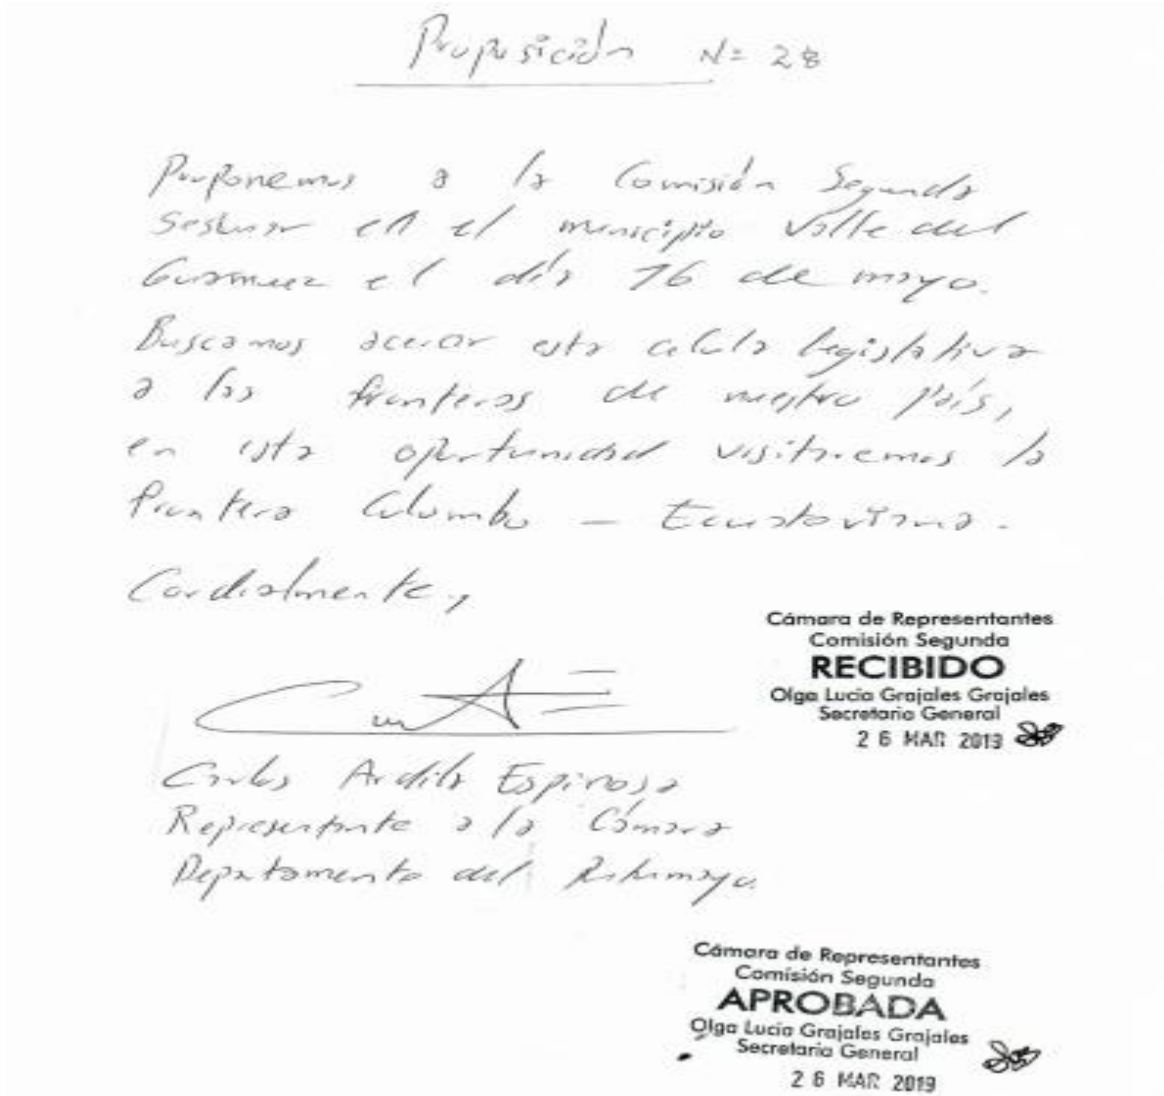 Proposición N= 28
Proponemos a la Comisión Segunda
Sesionar en el municipio Valle del
Guamuez el día 16 de mayo.
Buscamos acercar esta celula legislativa
a las fronteras de nuestro País,
en esta oportunidad visitaremos la
frontera Colombo - Ecuatoriana.
Cordialmente,
Carlos Ardila Espinosa
Representante a la Cámara
Departamento del Putumayo.
Cámara de Representantes
Comisión Segunda
RECIBIDO
Olga Lucia Grajales Grajales
Secretaria General
26 MAR 2019
Cámara de Representantes
Comisión Segunda
APROBADA
Olga Lucia Grajales Grajales
Secretaria General
26 MAR 2019